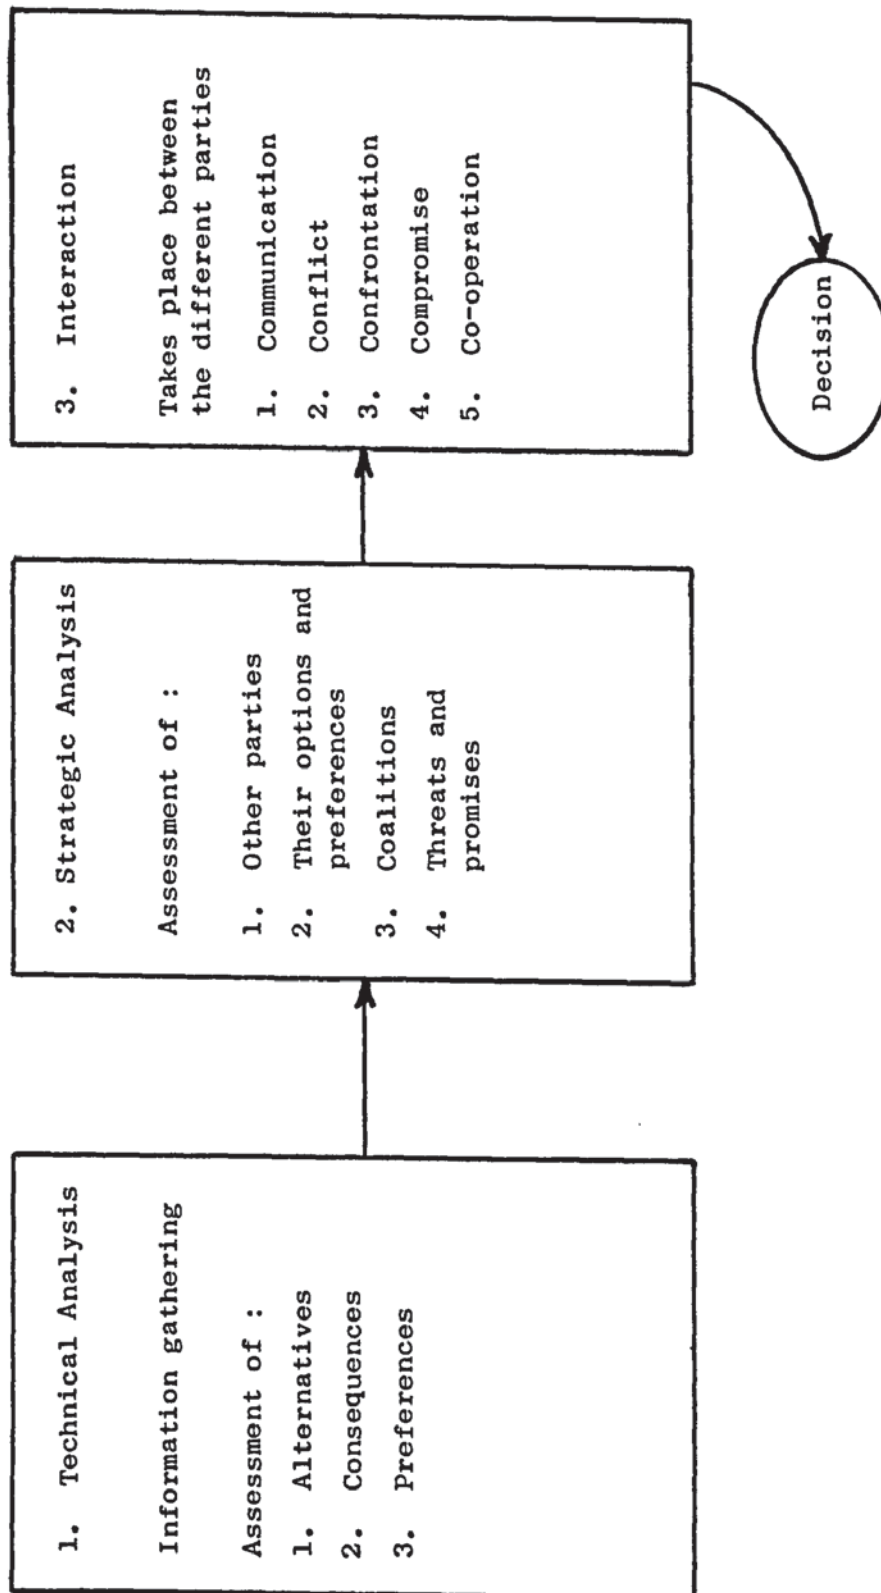 1. Technical Analysis
Information gathering
Assessment of :
1. Alternatives
2. Consequences
3. Preferences
2. Strategic Analysis
Assessment of :
1. Other parties
2. Their options and
preferences
3. Coalitions
4. Threats and
promises
3. Interaction
Takes place between
the different parties
1. Communication
2. Conflict
3. Confrontation
4. Compromise
5. Co-operation
Decision